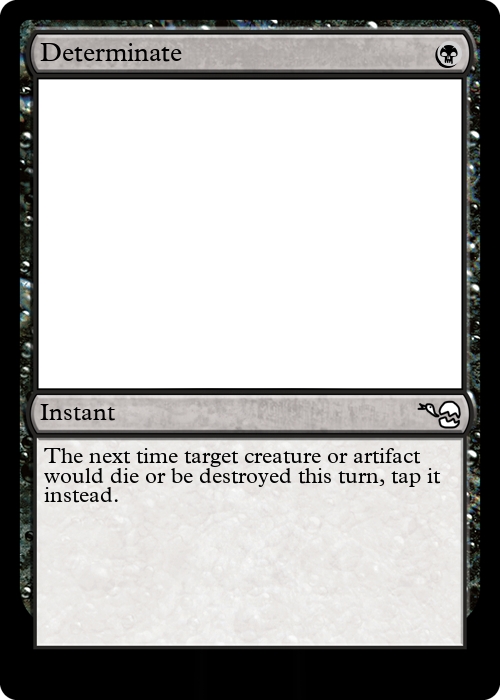 Determinate
Instant
The next time target creature or artifact
would die or be destroyed this turn, tap it
instead.